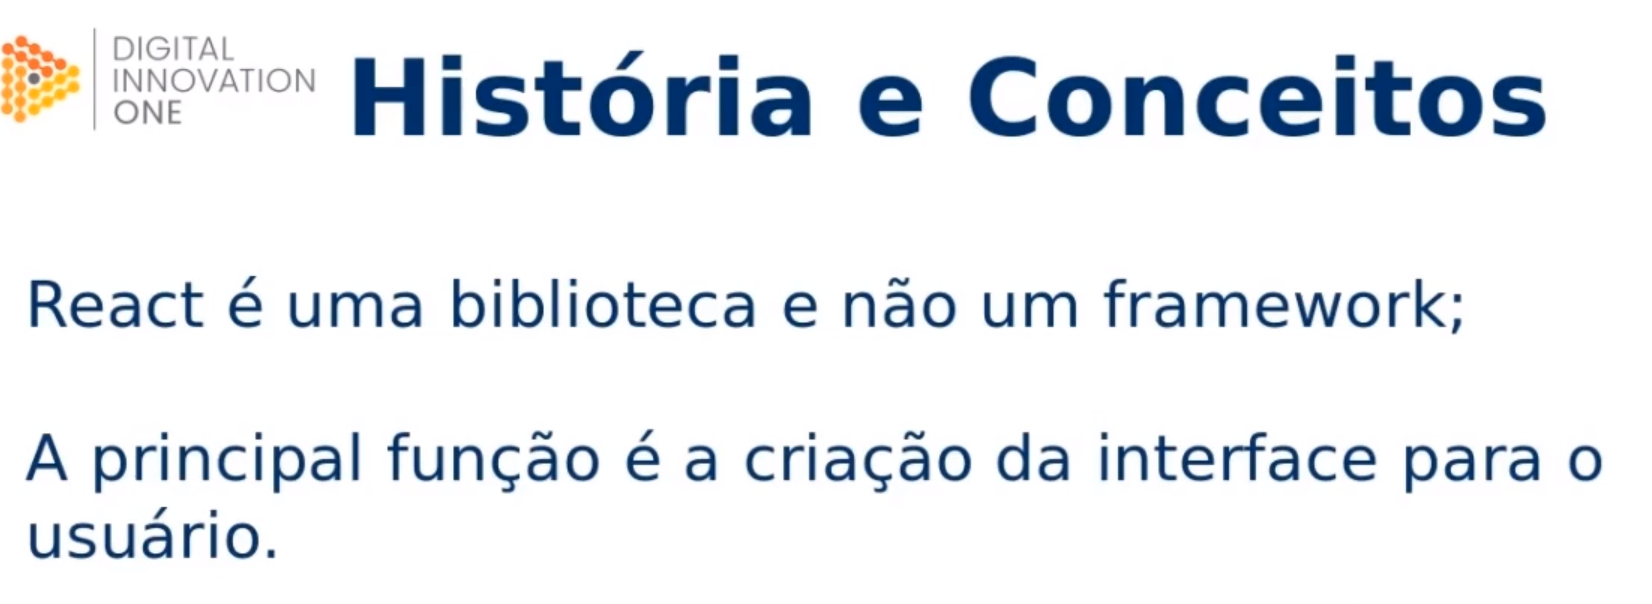 DIGITAL
INNOVATION
ONE
História e Conceitos
React é uma biblioteca e não um framework;
A principal função é a criação da interface para o
usuário.